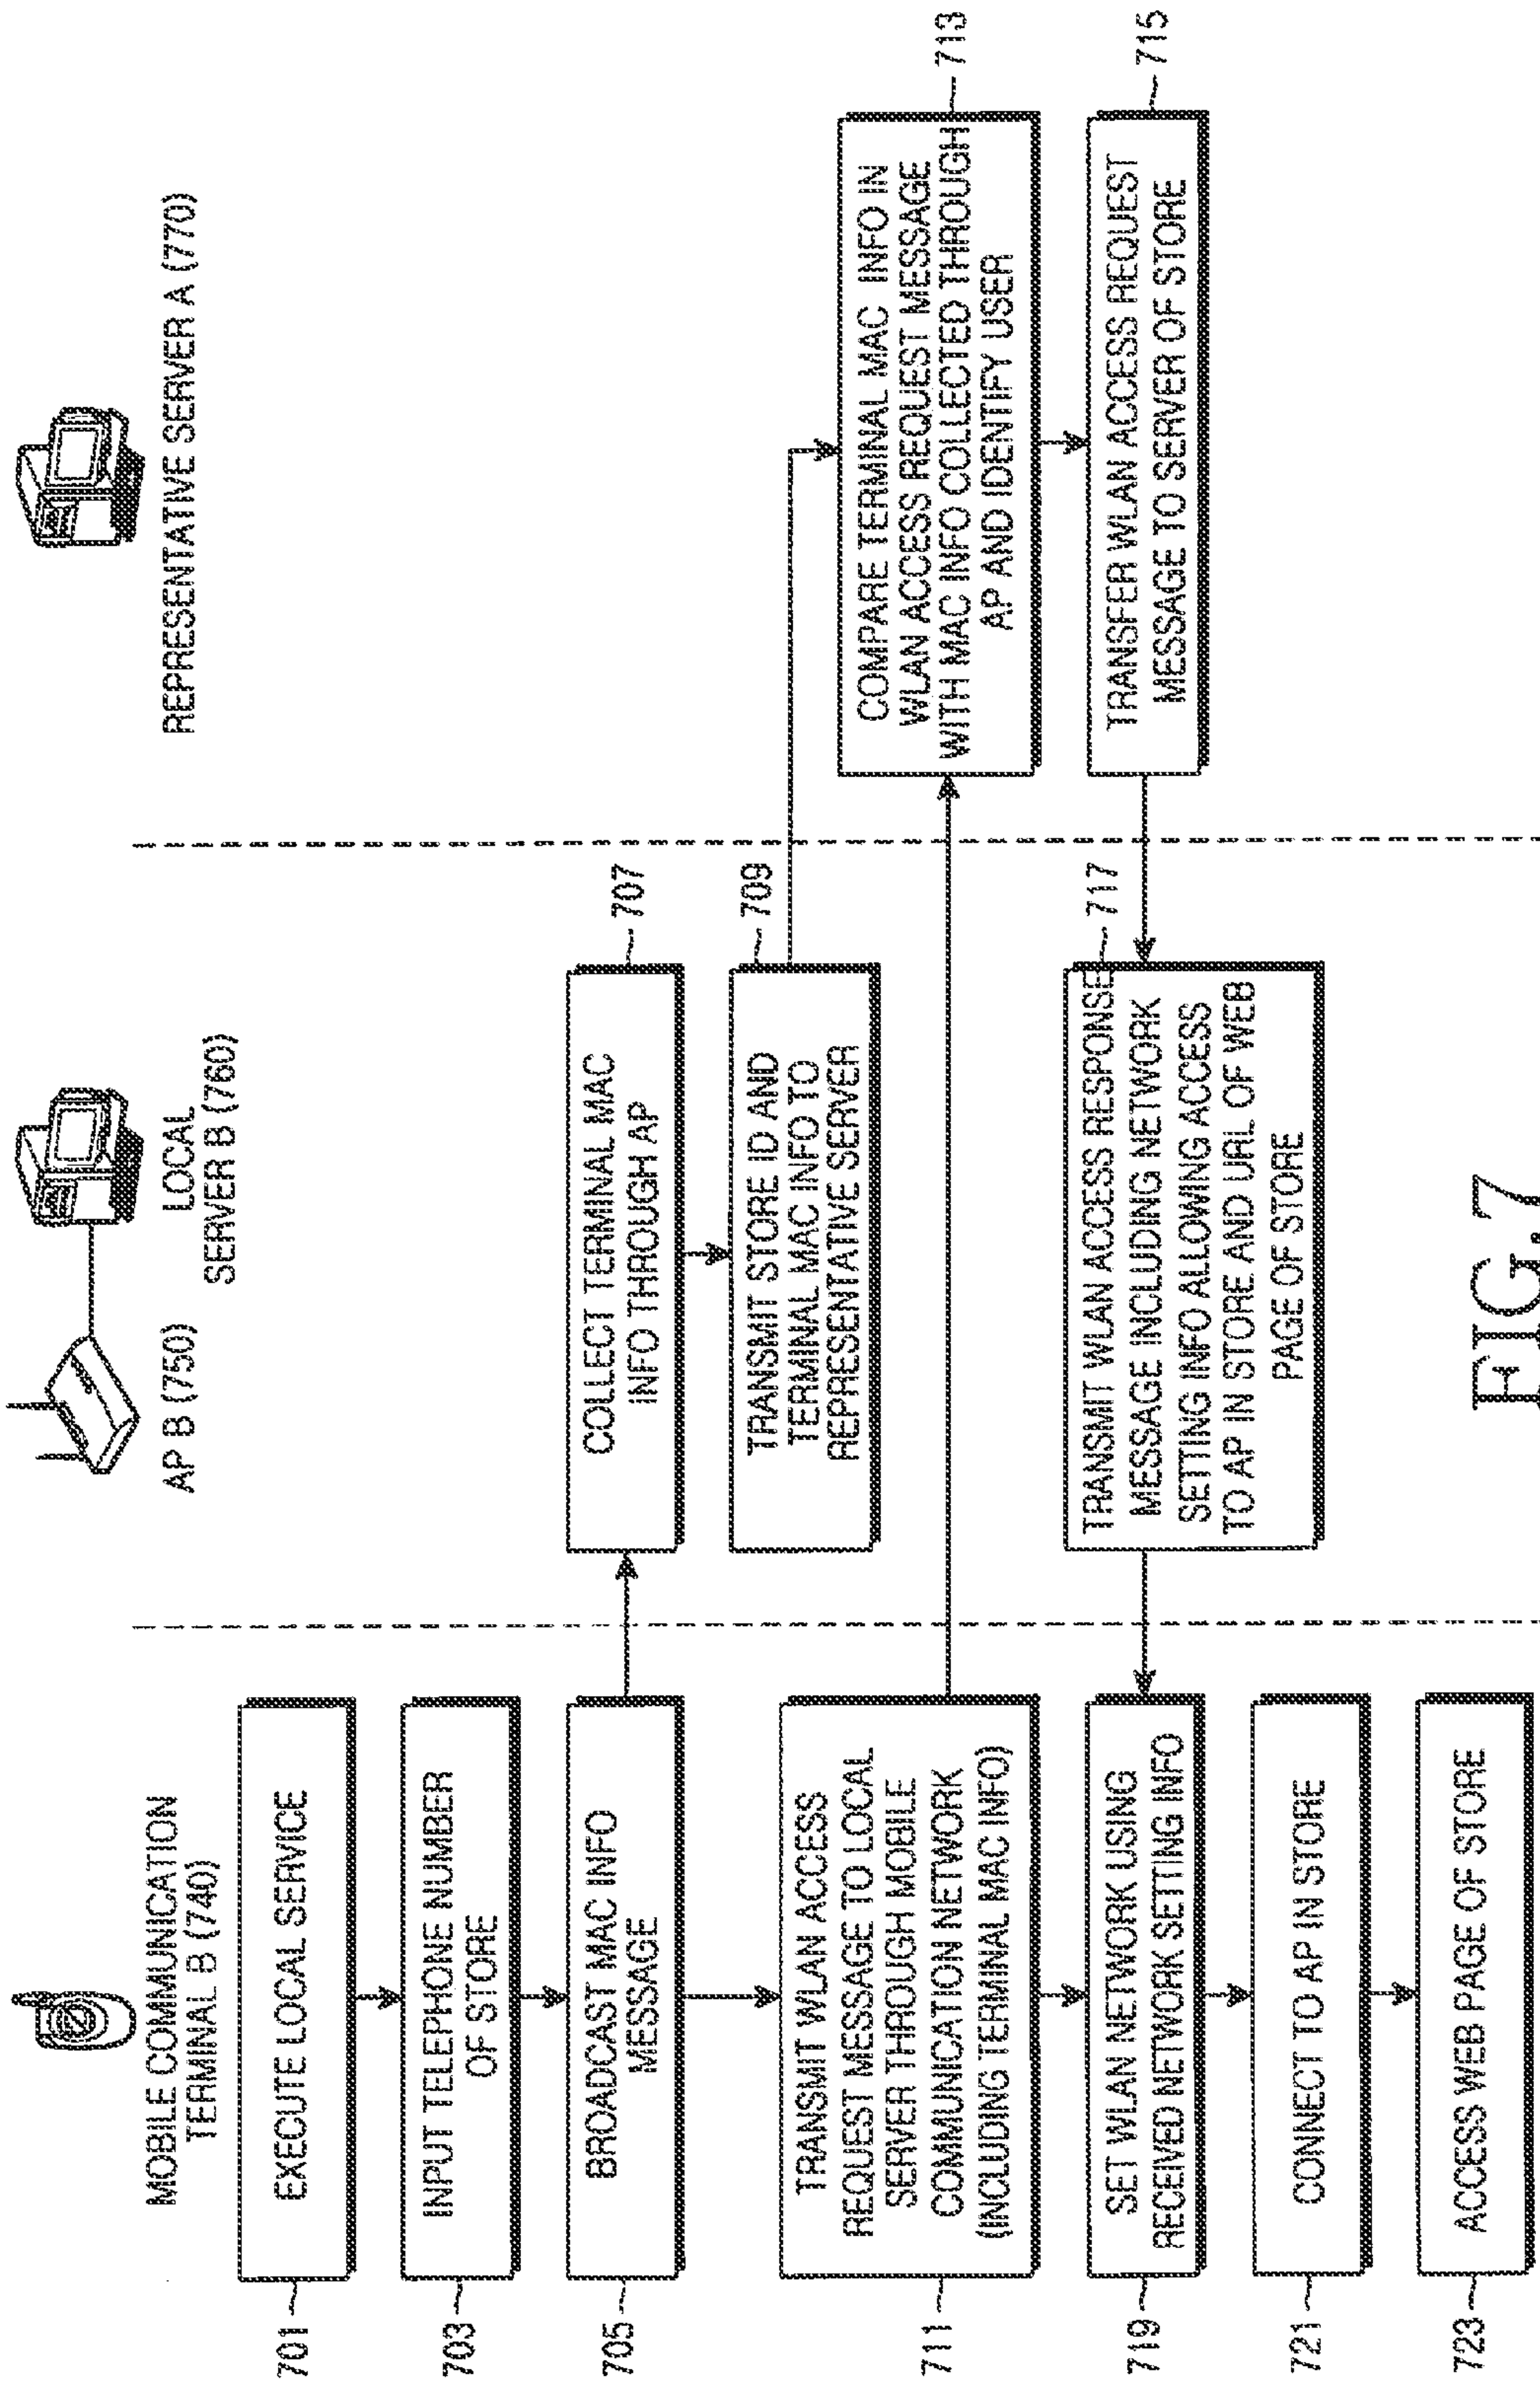 MOBILE COMMUNICATION
TERMINAL B (740)
AP B (750)
LOCAL
SERVER B (760)
REPRESENTATIVE SERVER A (770)
701
EXECUTE LOCAL SERVICE
703
INPUT TELEPHONE NUMBER
OF STORE
705
BROADCAST MAC INFO
MESSAGE
COLLECT TERMINAL MAC
INFO THROUGH AP
707
TRANSMIT STORE ID AND
TERMINAL MAC INFO TO
REPRESENTATIVE SERVER
709
711
TRANSMIT WLAN ACCESS
REQUEST MESSAGE TO LOCAL
SERVER THROUGH MOBILE
COMMUNICATION NETWORK
(INCLUDING TERMINAL MAC INFO)
COMPARE TERMINAL MAC INFO IN
WLAN ACCESS REQUEST MESSAGE
WITH MAC INFO COLLECTED THROUGH
AP AND IDENTIFY USER
713
TRANSFER WLAN ACCESS REQUEST
MESSAGE TO SERVER OF STORE
715
TRANSMIT WLAN ACCESS RESPONSE
MESSAGE INCLUDING NETWORK
SETTING INFO ALLOWING ACCESS
TO AP IN STORE AND URL OF WEB
PAGE OF STORE
717
719
SET WLAN NETWORK USING
RECEIVED NETWORK SETTING INFO
721
CONNECT TO AP IN STORE
723
ACCESS WEB PAGE OF STORE
FIG.7